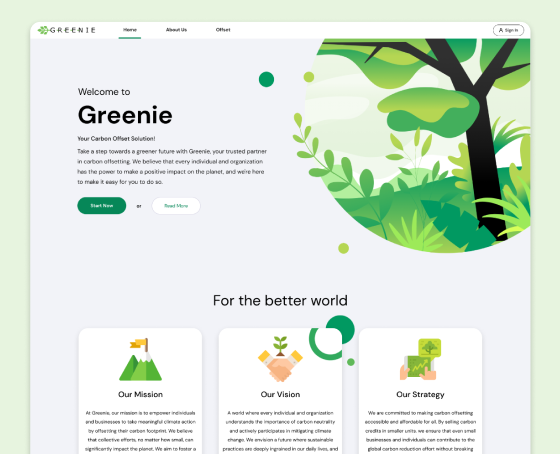 GREENIE Home About Us Offset Sign In
Welcome to
Greenie
Your Carbon Offset Solution!
Take a step towards a greener future with Greenie, your trusted partner
in carbon offsetting. We believe that every individual and organization
has the power to make a positive impact on the planet, and we're here
to make it easy for you to do so.
Start Now or Read More
For the better world
Our Mission
At Greenie, our mission is to empower individuals
and businesses to take meaningful climate action
by offsetting their carbon footprint. We believe
that collective efforts, no matter how small, can
significantly impact the planet. We aim to foster a
Our Vision
A world where every individual and organization
understands the importance of carbon neutrality
and actively participates in mitigating climate
change. We envision a future where sustainable
practices are deeply ingrained in our daily lives, and
Our Strategy
We are committed to making carbon offsetting
accessible and affordable for all. By selling carbon
credits in smaller units, we ensure that even small
businesses and individuals can contribute to the
global carbon reduction effort without breaking